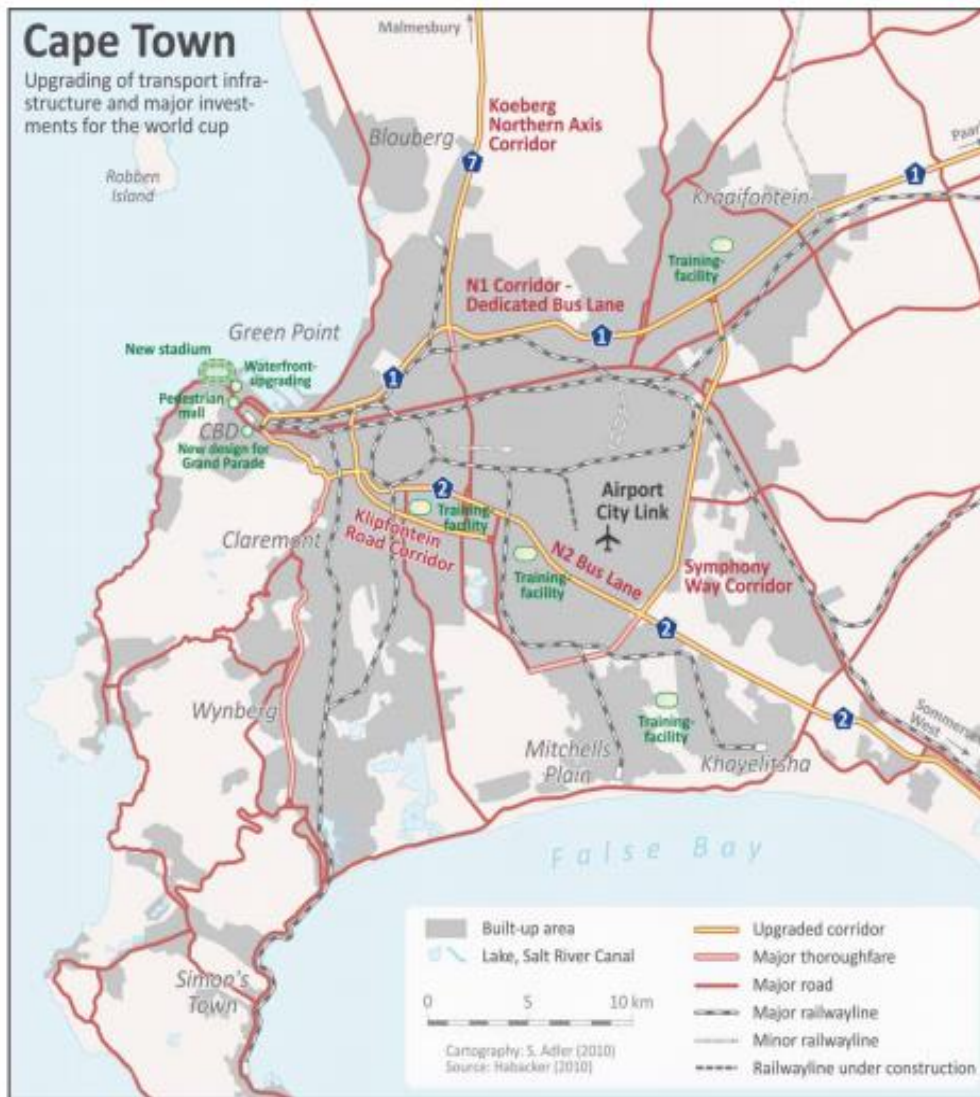 Cape Town
Upgrading of transport infra-
structure and major invest-
ments for the world cup
Malmesbury
Koeberg
Northern Axis
Corridor
Blouberg
7
Robben
Island
1
Kraaifontein
Training-
facility
N1 Corridor -
Dedicated Bus Lane
1
Green Point
New stadium
Waterfront-
upgrading
1
Pedestrian
mall
CBD
New design for
Grand Parade
2
Training-
facility
Airport
City Link
Klipfontein
Road Corridor
Claremont
N2 Bus Lane
Training-
facility
Symphony
Way Corridor
2
Training-
facility
Wynberg
2
West
Mitchells
Plain
Khayelitsha
False Bay
Simon's
Town
Built-up area
Lake, Salt River Canal
0 5 10 km
Cartography: S. Adler (2010)
Source: Habacker (2010)
Upgraded corridor
Major thoroughfare
Major road
Major railwayline
Minor railwayline
Railwayline under construction